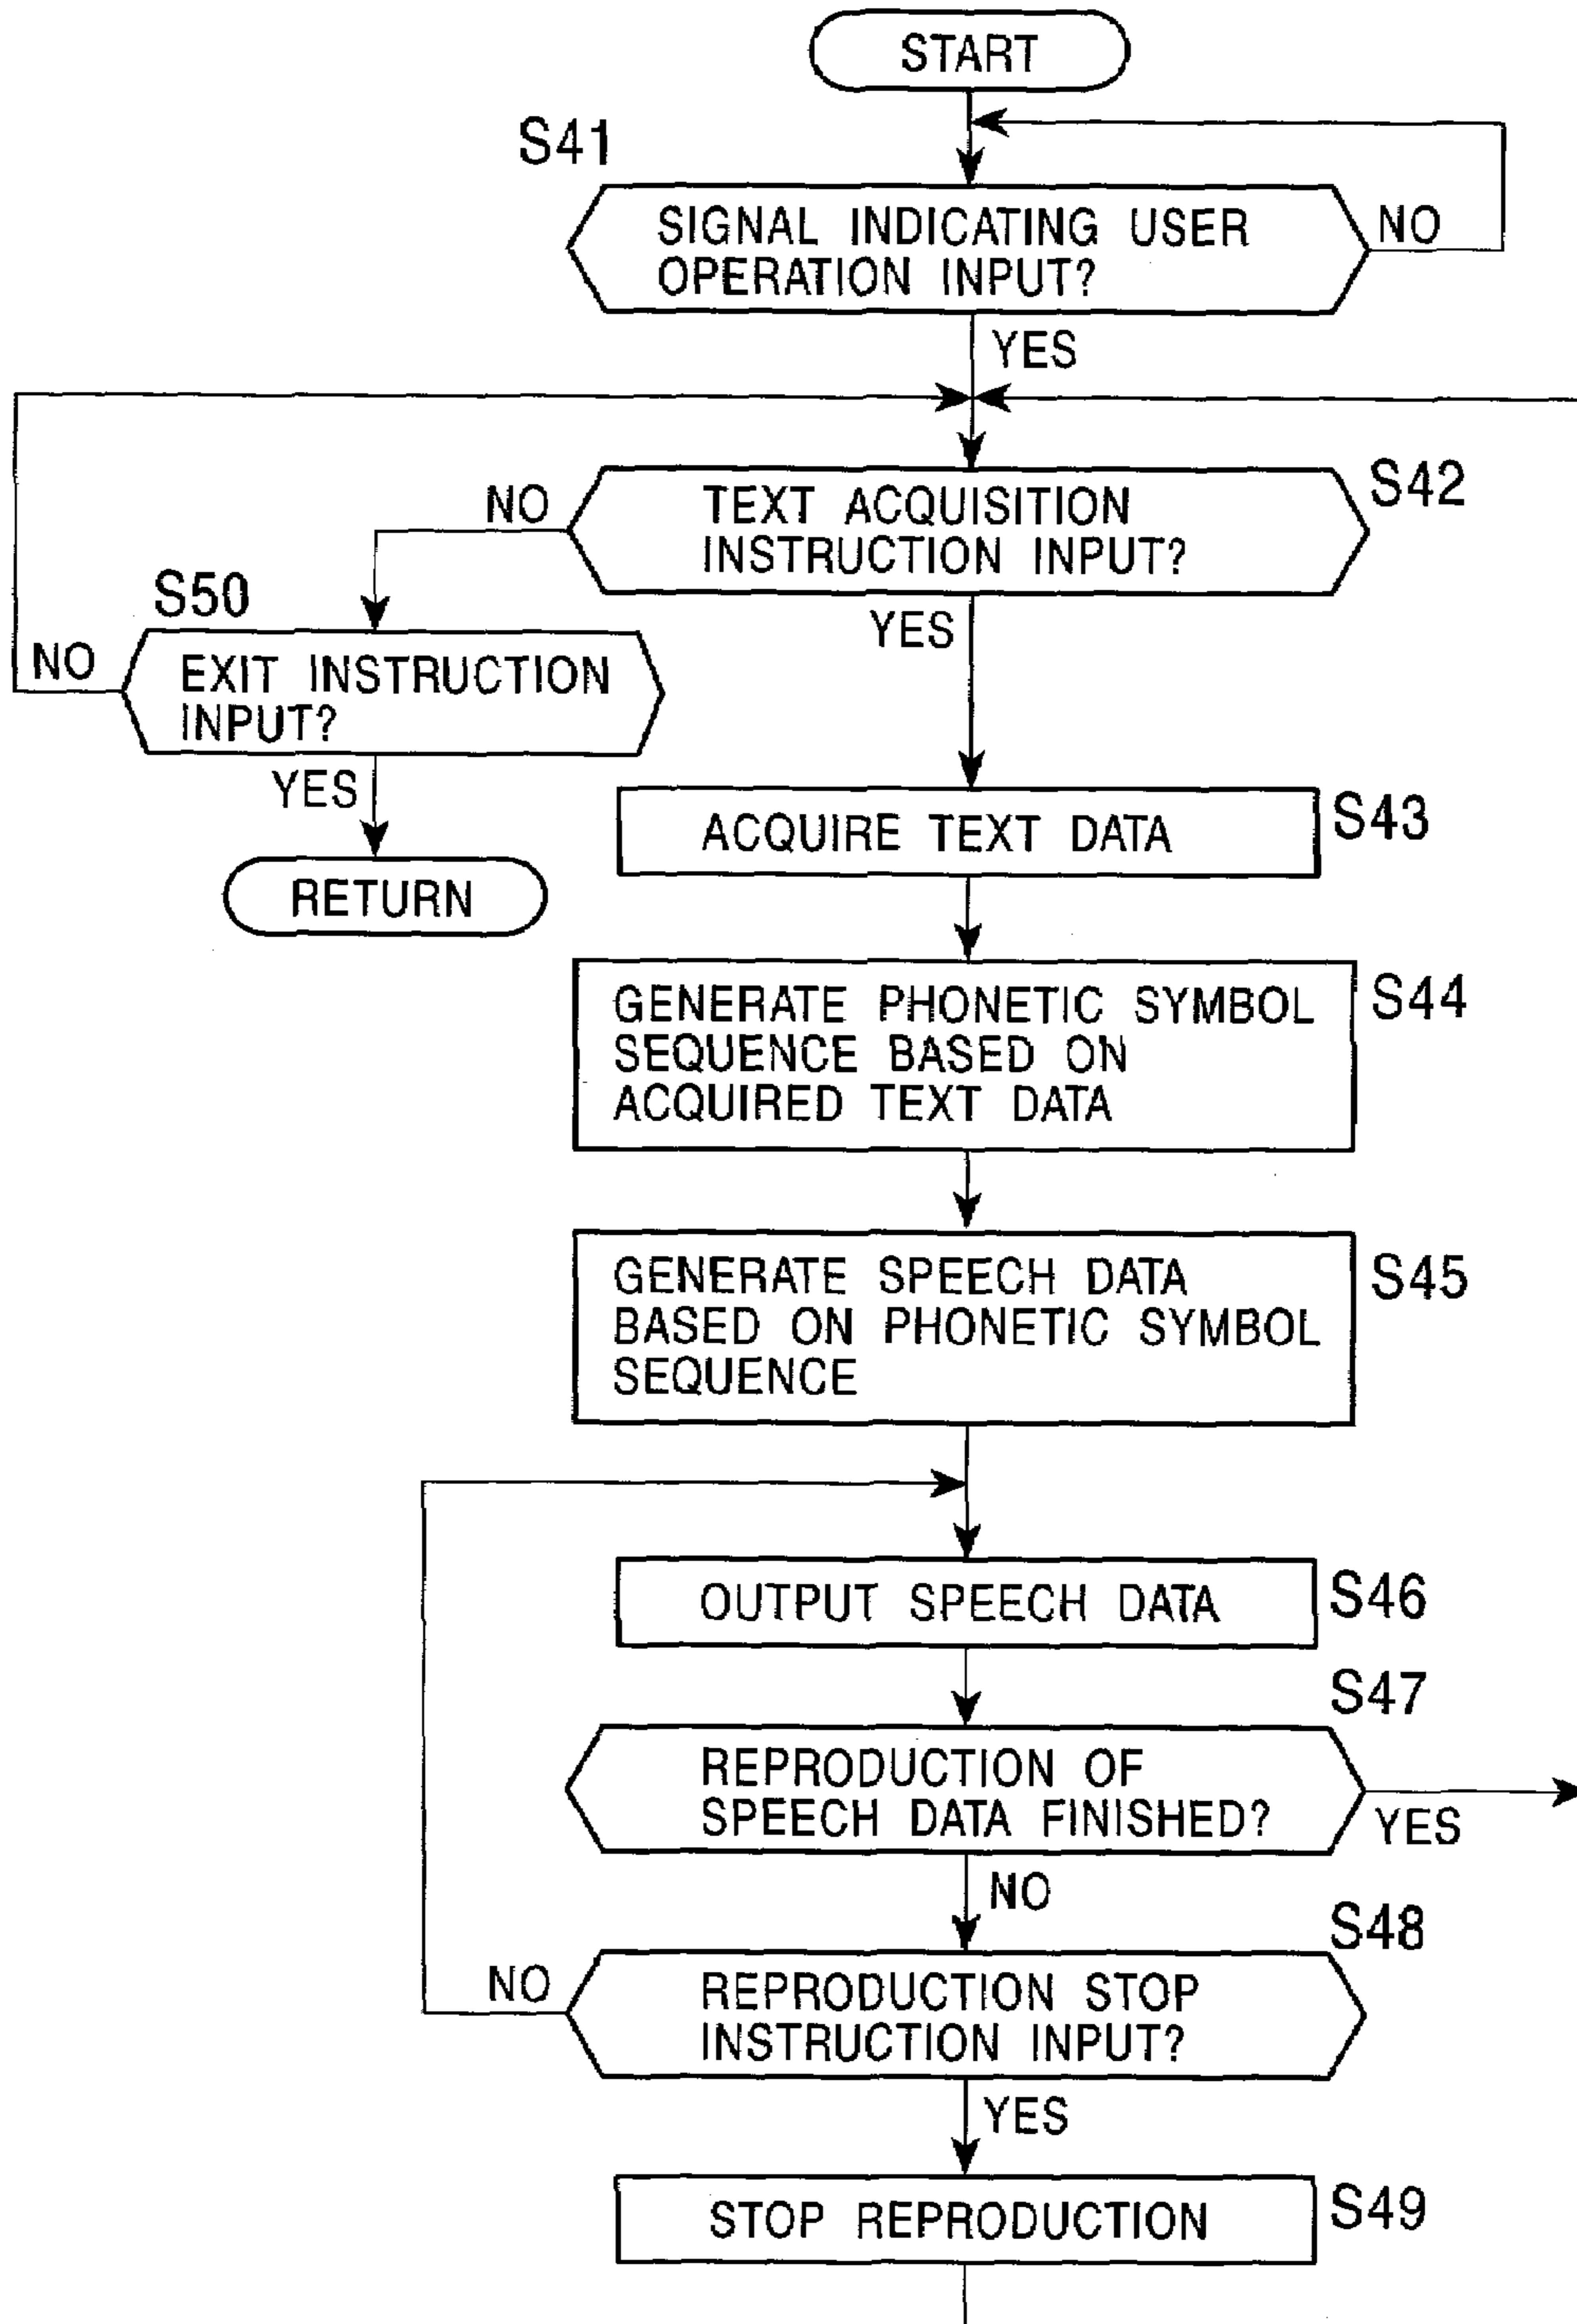 START
S41
SIGNAL INDICATING USER
OPERATION INPUT?
NO
YES
S42
TEXT ACQUISITION
INSTRUCTION INPUT?
NO
YES
S50
EXIT INSTRUCTION
INPUT?
NO
YES
RETURN
ACQUIRE TEXT DATA
S43
GENERATE PHONETIC SYMBOL
SEQUENCE BASED ON
ACQUIRED TEXT DATA
S44
GENERATE SPEECH DATA
BASED ON PHONETIC SYMBOL
SEQUENCE
S45
OUTPUT SPEECH DATA
S46
S47
REPRODUCTION OF
SPEECH DATA FINISHED?
YES
NO
S48
REPRODUCTION STOP
INSTRUCTION INPUT?
NO
YES
STOP REPRODUCTION
S49